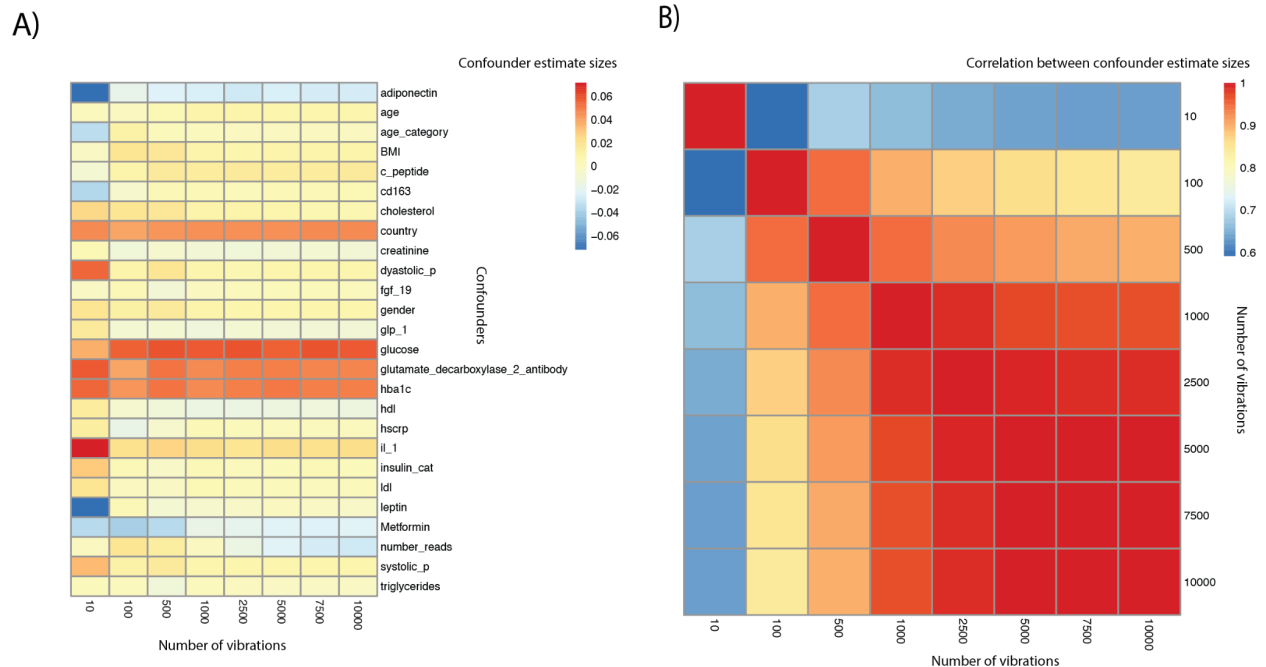 A)
Confounder estimate sizes
adiponectin
age
age_category
BMI
c_peptide
cd163
cholesterol
country
creatinine
dyastolic_p
fgf_19
gender
glp_1
glucose
glutamate_decarboxylase_2_antibody
hba1c
hdl
hscrp
il_1
insulin_cat
ldl
leptin
Metformin
number_reads
systolic_p
triglycerides
0.06
0.04
0.02
0
−0.02
−0.04
−0.06
Confounders
10
100
500
1000
2500
5000
7500
10000
Number of vibrations
B)
Correlation between confounder estimate sizes
10
100
500
1000
2500
5000
7500
10000
1
0.9
0.8
0.7
0.6
Number of vibrations
10
100
500
1000
2500
5000
7500
10000
Number of vibrations